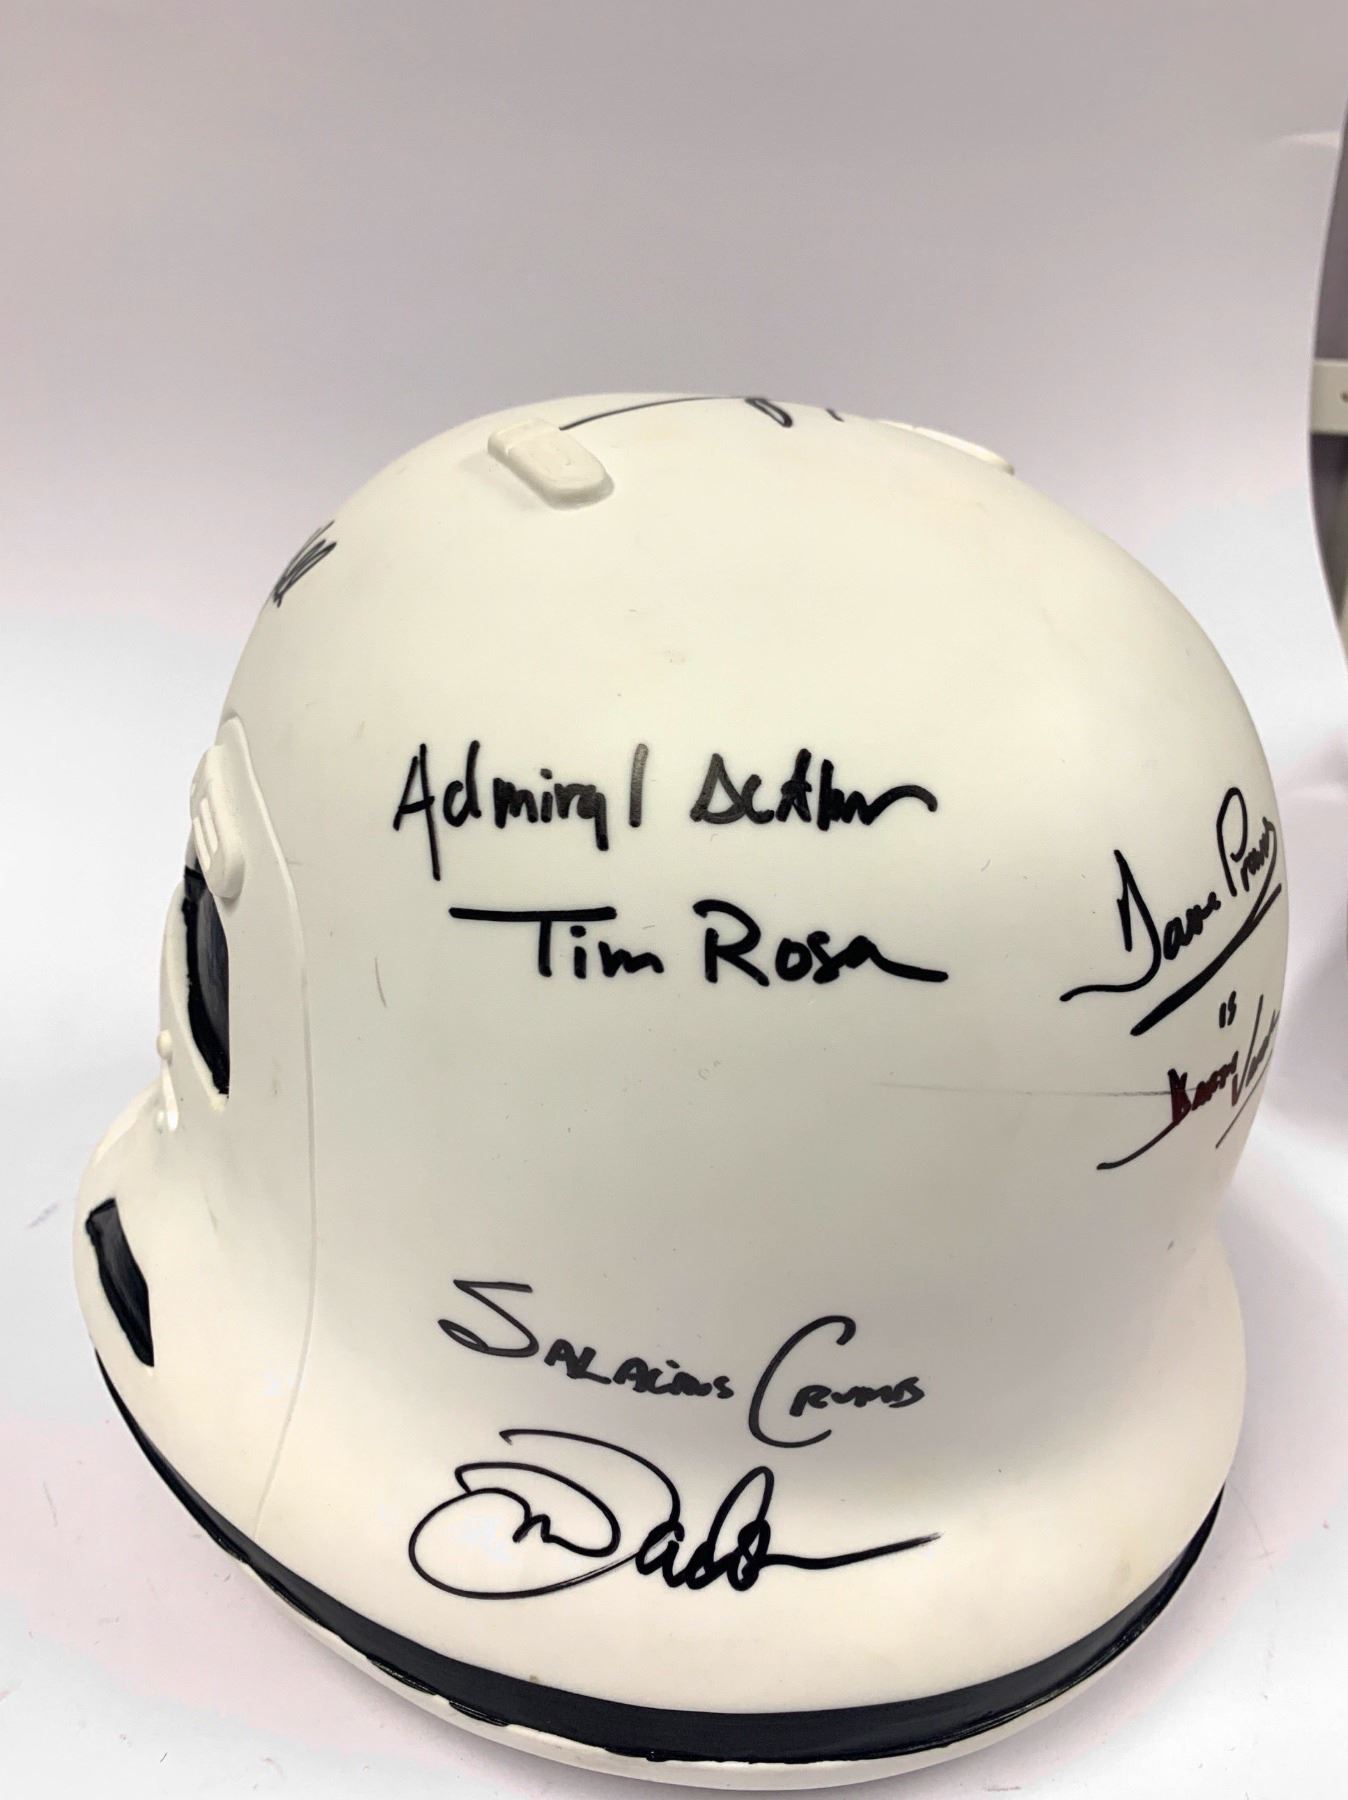 Admiral Ackbar
Tim Rose
Dave Prowse
is
Darth Vader
Salacious Crumb